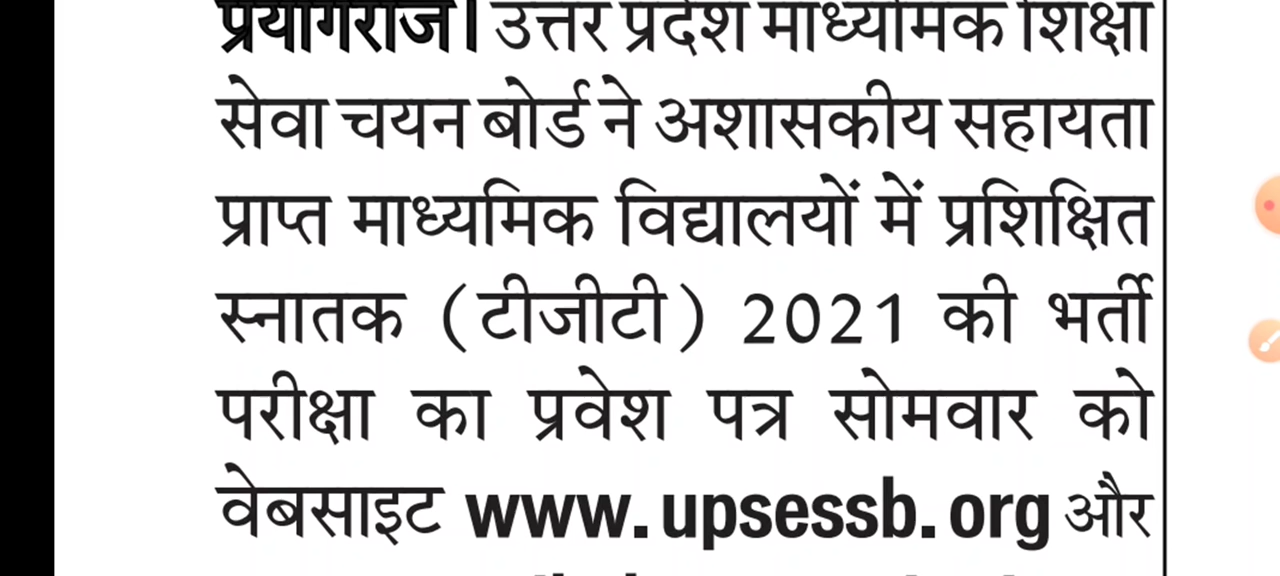 प्रयागराज। उत्तर प्रदेश माध्यमिक शिक्षा
सेवा चयन बोर्ड ने अशासकीय सहायता
प्राप्त माध्यमिक विद्यालयों में प्रशिक्षित
स्नातक (टीजीटी) 2021 की भर्ती
परीक्षा का प्रवेश पत्र सोमवार को
वेबसाइट www.upsessb.org और